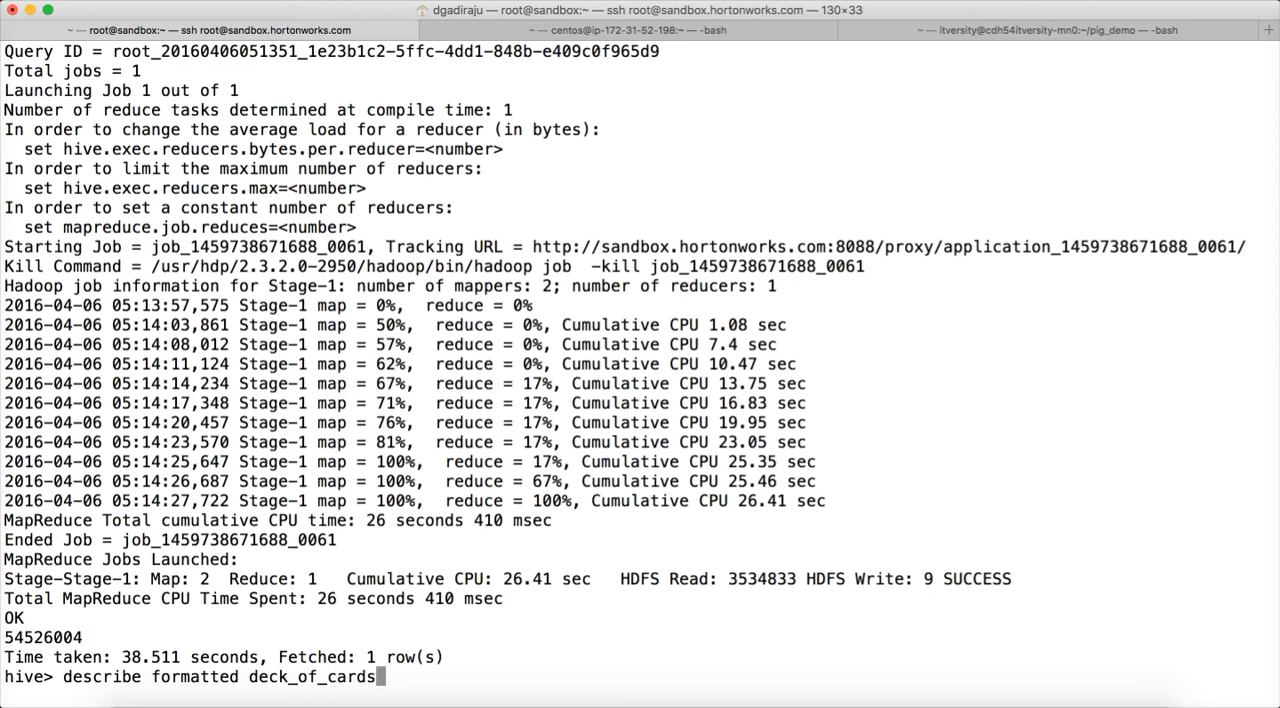 dgadiraju — root@sandbox:~ — ssh root@sandbox.hortonworks.com — 130×33
~ — root@sandbox:~ — ssh root@sandbox.hortonworks.com
~ — centos@ip-172-31-52-198:~ — -bash
~ — itversity@cdh54itversity-mn0:~/pig_demo — -bash
Query ID = root_20160406051351_1e23b1c2-5ffc-4dd1-848b-e409c0f965d9
Total jobs = 1
Launching Job 1 out of 1
Number of reduce tasks determined at compile time: 1
In order to change the average load for a reducer (in bytes):
  set hive.exec.reducers.bytes.per.reducer=<number>
In order to limit the maximum number of reducers:
  set hive.exec.reducers.max=<number>
In order to set a constant number of reducers:
  set mapreduce.job.reduces=<number>
Starting Job = job_1459738671688_0061, Tracking URL = http://sandbox.hortonworks.com:8088/proxy/application_1459738671688_0061/
Kill Command = /usr/hdp/2.3.2.0-2950/hadoop/bin/hadoop job  -kill job_1459738671688_0061
Hadoop job information for Stage-1: number of mappers: 2; number of reducers: 1
2016-04-06 05:13:57,575 Stage-1 map = 0%,  reduce = 0%
2016-04-06 05:14:03,861 Stage-1 map = 50%,  reduce = 0%, Cumulative CPU 1.08 sec
2016-04-06 05:14:08,012 Stage-1 map = 57%,  reduce = 0%, Cumulative CPU 7.4 sec
2016-04-06 05:14:11,124 Stage-1 map = 62%,  reduce = 0%, Cumulative CPU 10.47 sec
2016-04-06 05:14:14,234 Stage-1 map = 67%,  reduce = 17%, Cumulative CPU 13.75 sec
2016-04-06 05:14:17,348 Stage-1 map = 71%,  reduce = 17%, Cumulative CPU 16.83 sec
2016-04-06 05:14:20,457 Stage-1 map = 76%,  reduce = 17%, Cumulative CPU 19.95 sec
2016-04-06 05:14:23,570 Stage-1 map = 81%,  reduce = 17%, Cumulative CPU 23.05 sec
2016-04-06 05:14:25,647 Stage-1 map = 100%,  reduce = 17%, Cumulative CPU 25.35 sec
2016-04-06 05:14:26,687 Stage-1 map = 100%,  reduce = 67%, Cumulative CPU 25.46 sec
2016-04-06 05:14:27,722 Stage-1 map = 100%,  reduce = 100%, Cumulative CPU 26.41 sec
MapReduce Total cumulative CPU time: 26 seconds 410 msec
Ended Job = job_1459738671688_0061
MapReduce Jobs Launched:
Stage-Stage-1: Map: 2  Reduce: 1   Cumulative CPU: 26.41 sec   HDFS Read: 3534833 HDFS Write: 9 SUCCESS
Total MapReduce CPU Time Spent: 26 seconds 410 msec
OK
54526004
Time taken: 38.511 seconds, Fetched: 1 row(s)
hive> describe formatted deck_of_cards